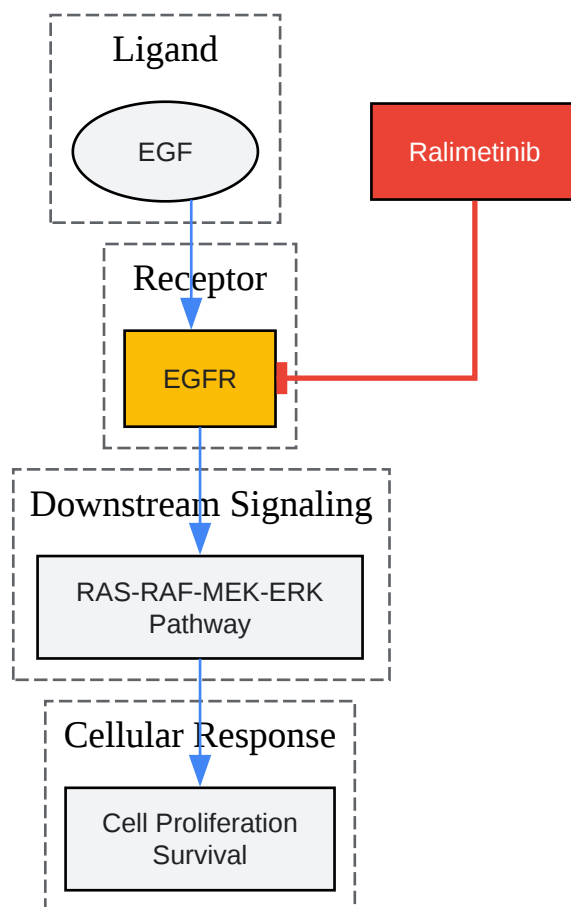 Ligand
EGF
Ralimetinib
Receptor
EGFR
Downstream Signaling
RAS-RAF-MEK-ERK
Pathway
Cellular Response
Cell Proliferation
Survival